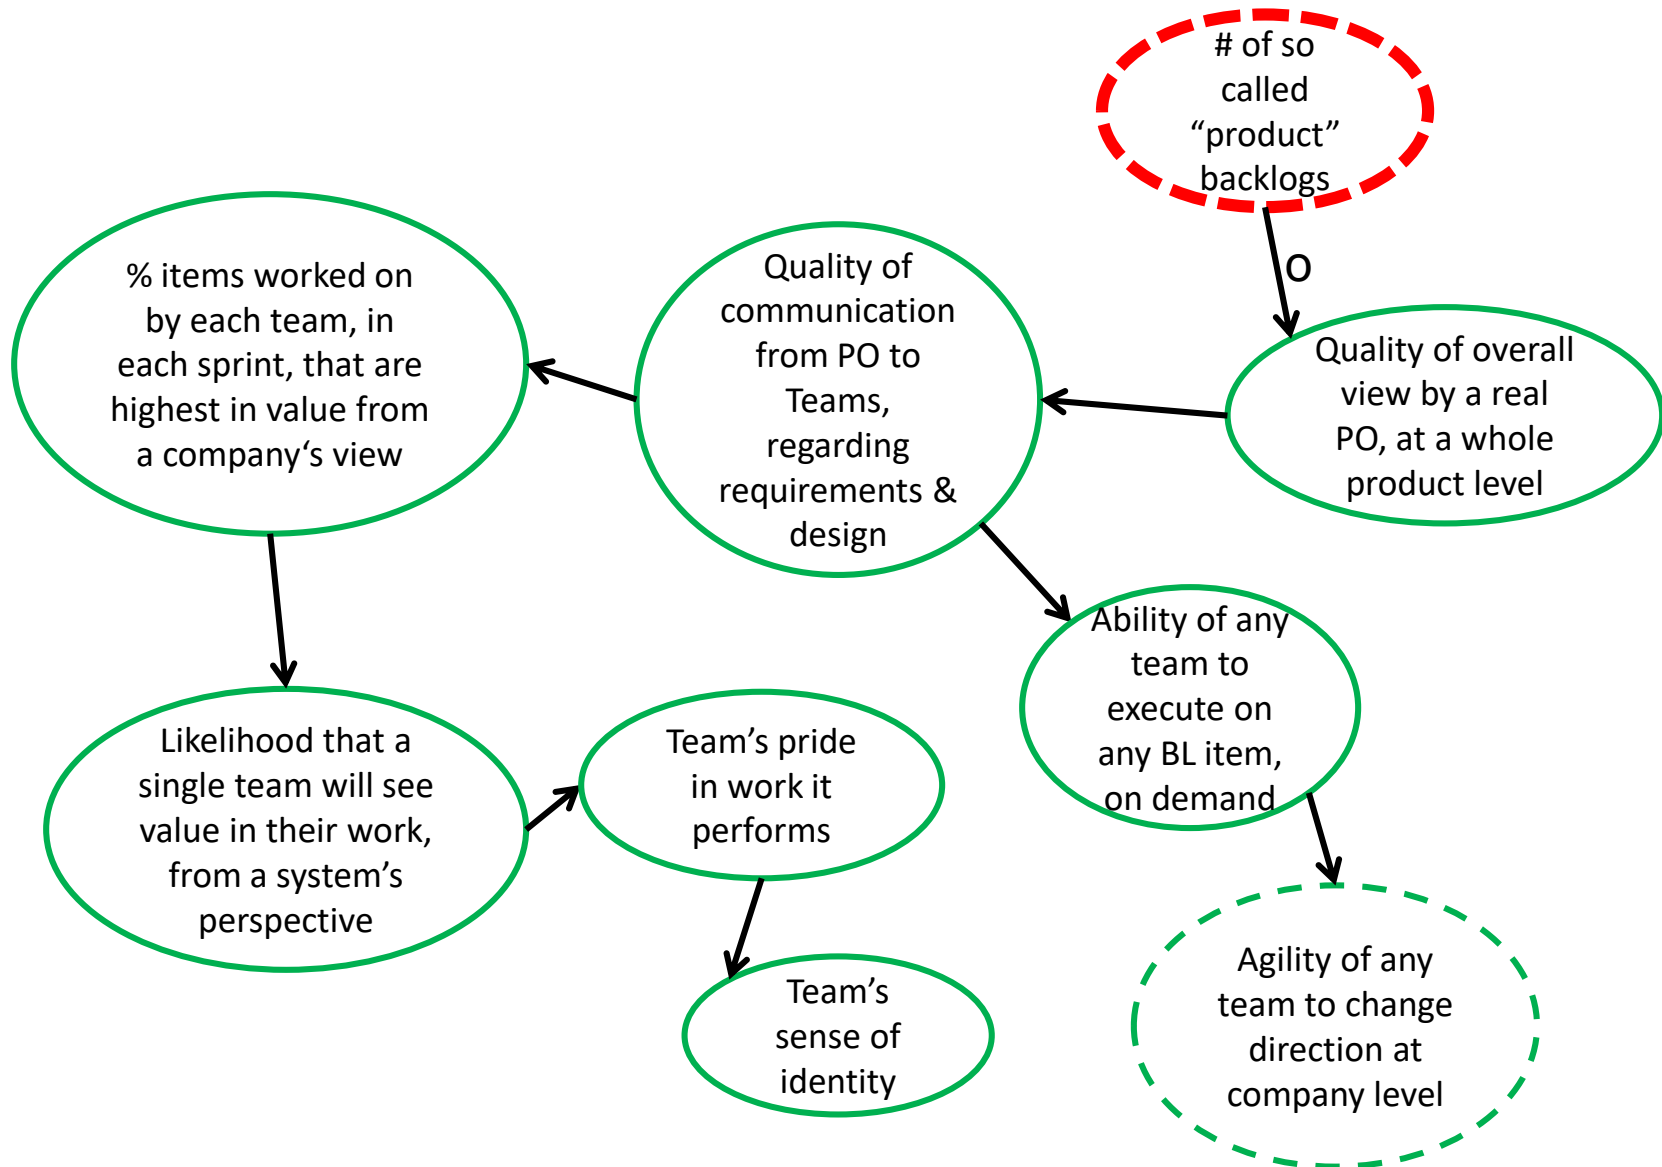 # of so
called
“product”
backlogs
O
% items worked on
by each team, in
each sprint, that are
highest in value from
a company‘s view
Quality of
communication
from PO to
Teams,
regarding
requirements &
design
Quality of overall
view by a real
PO, at a whole
product level
Ability of any
team to
execute on
any BL item,
on demand
Likelihood that a
single team will see
value in their work,
from a system’s
perspective
Team’s pride
in work it
performs
Team’s
sense of
identity
Agility of any
team to change
direction at
company level